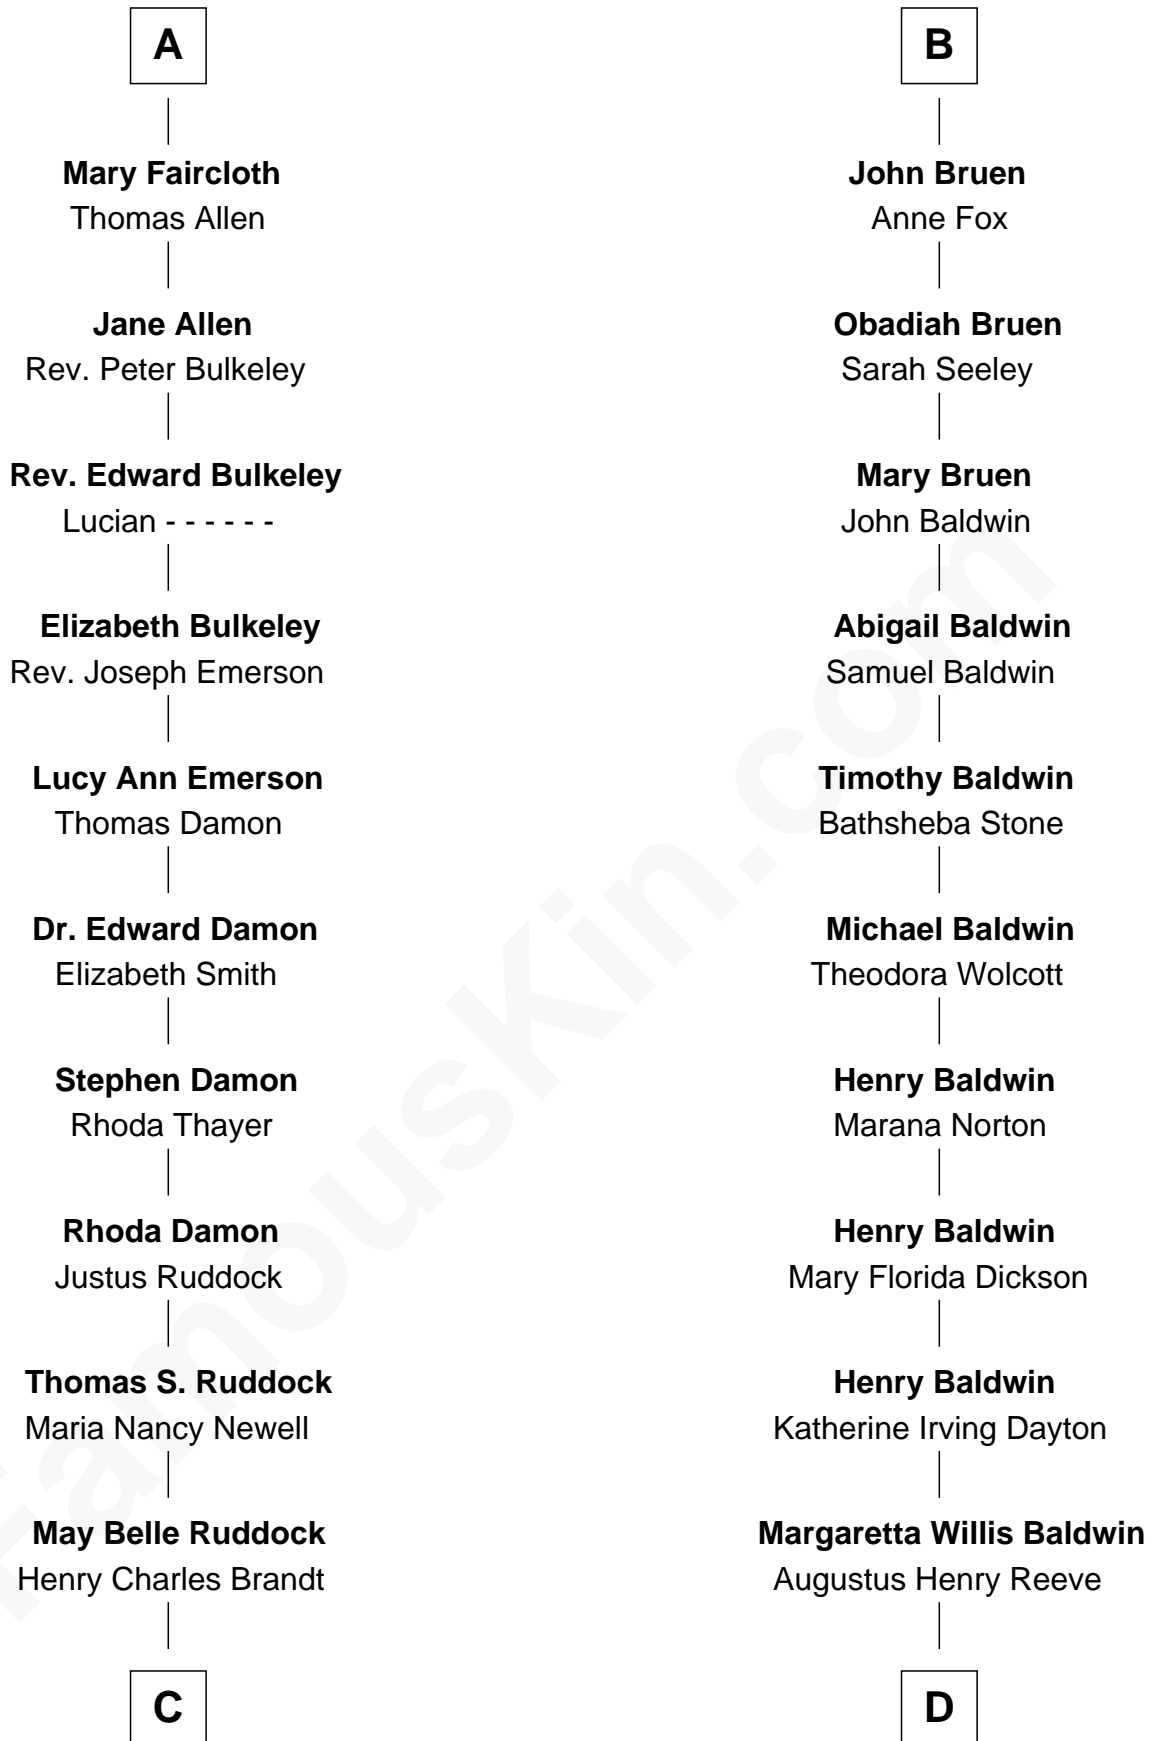 A
Mary Faircloth
Thomas Allen
Jane Allen
Rev. Peter Bulkeley
Rev. Edward Bulkeley
Lucian - - - - - -
Elizabeth Bulkeley
Rev. Joseph Emerson
Lucy Ann Emerson
Thomas Damon
Dr. Edward Damon
Elizabeth Smith
Stephen Damon
Rhoda Thayer
Rhoda Damon
Justus Ruddock
Thomas S. Ruddock
Maria Nancy Newell
May Belle Ruddock
Henry Charles Brandt
C
B
John Bruen
Anne Fox
Obadiah Bruen
Sarah Seeley
Mary Bruen
John Baldwin
Abigail Baldwin
Samuel Baldwin
Timothy Baldwin
Bathsheba Stone
Michael Baldwin
Theodora Wolcott
Henry Baldwin
Marana Norton
Henry Baldwin
Mary Florida Dickson
Henry Baldwin
Katherine Irving Dayton
Margaretta Willis Baldwin
Augustus Henry Reeve
D
FamousKin.com